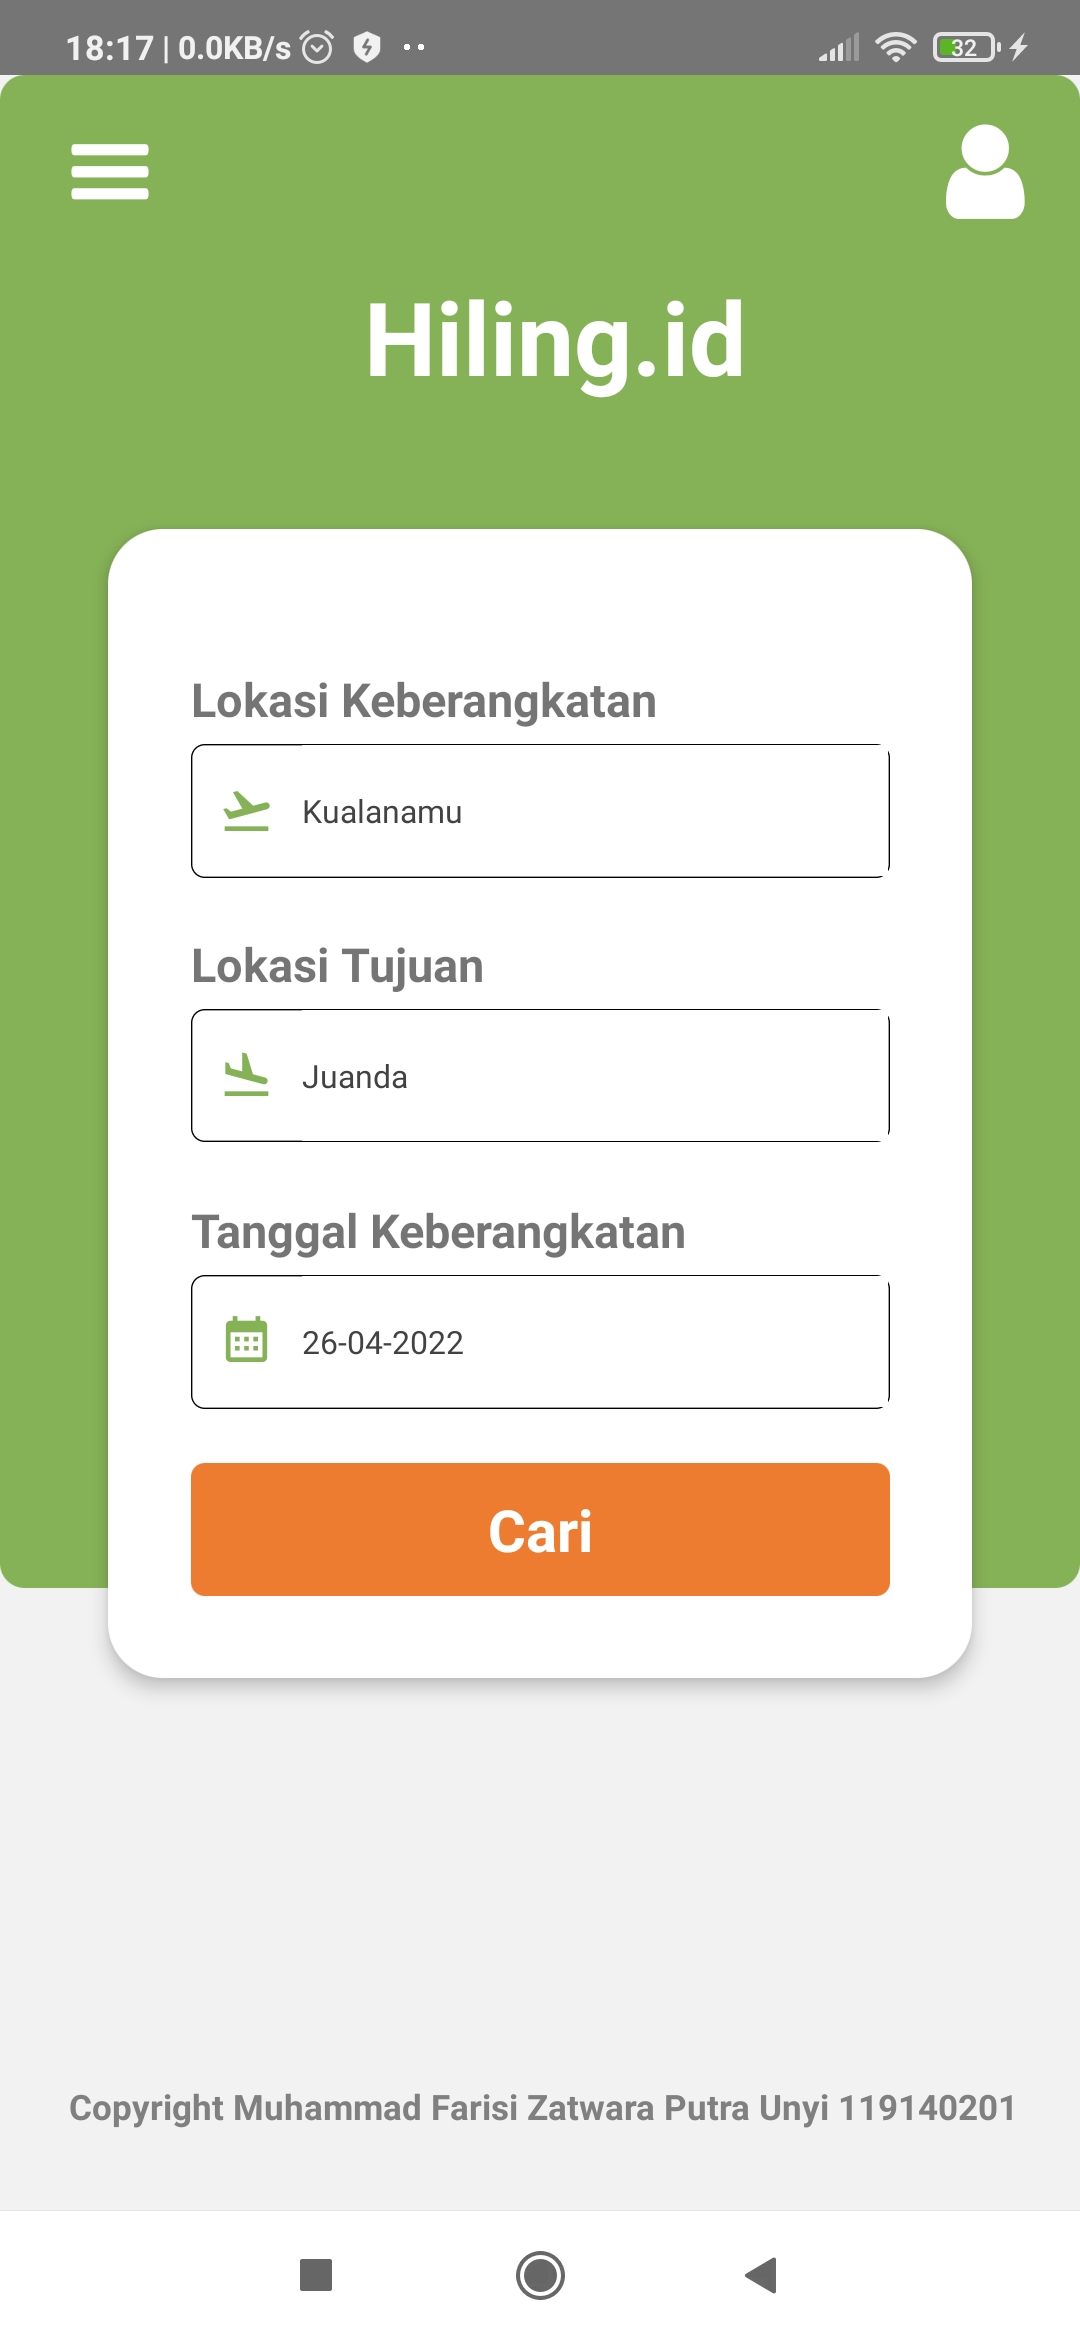 18:17 | 0.0KB/s
32
Hiling.id
Lokasi Keberangkatan
Kualanamu
Lokasi Tujuan
Juanda
Tanggal Keberangkatan
26-04-2022
Cari
Copyright Muhammad Farisi Zatwara Putra Unyi 119140201